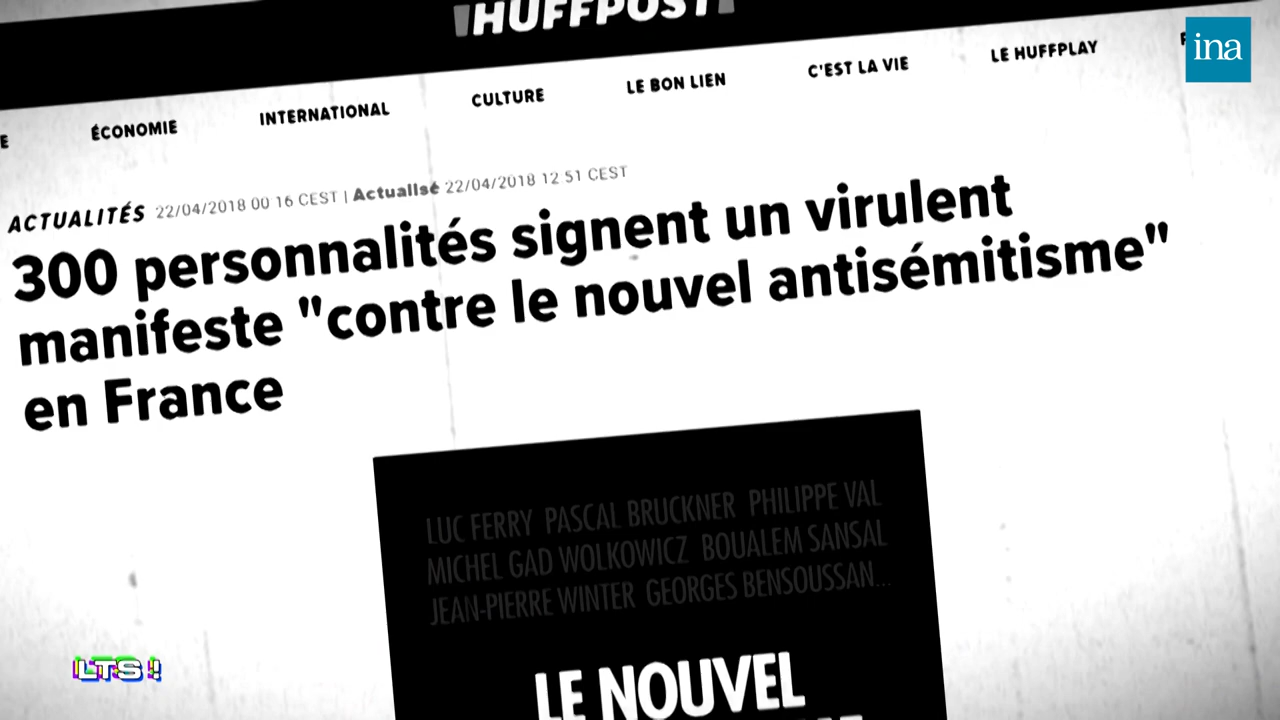 HUFFPOST
ina
ÉCONOMIE INTERNATIONAL CULTURE LE BON LIEN C'EST LA VIE LE HUFFPLAY
ACTUALITÉS 22/04/2018 00 16 CEST | Actualisé 22/04/2018 12 51 CEST
300 personnalités signent un virulent
manifeste "contre le nouvel antisémitisme"
en France
LUC FERRY PASCAL BRUCKNER PHILIPPE VAL
MICHEL GAD WOLKOWICZ BOUALEM SANSAL
JEAN-PIERRE WINTER GEORGES BENSOUSSAN...
LE NOUVEL
LTS !